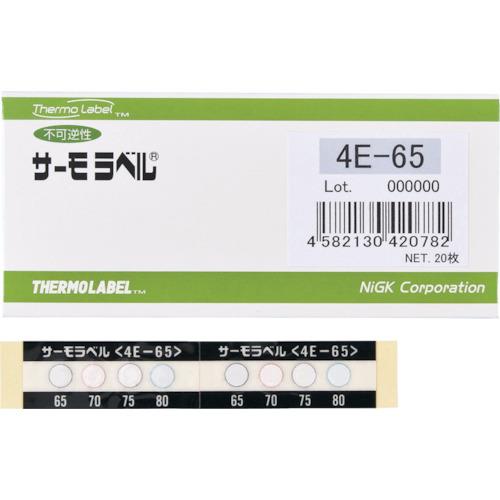 Thermo Label TM
不可逆性
サーモラベル®
4E-65
Lot. 000000
4 582130 420782
NET. 20枚
THERMOLABEL TM
NiGK Corporation
サーモラベル <4E-65> サーモラベル <4E-65>
65 70 75 80 65 70 75 80